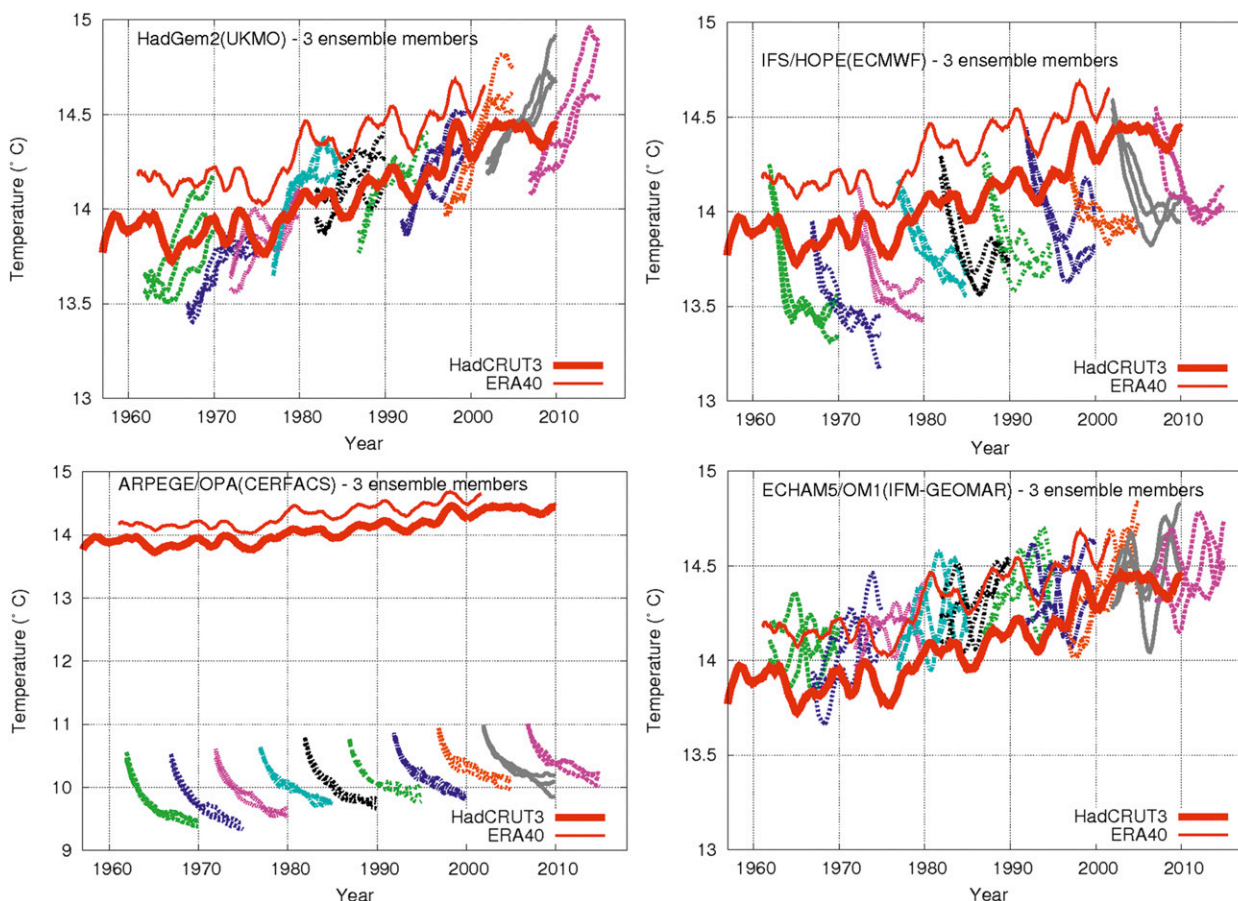 HadGem2(UKMO) - 3 ensemble members
Temperature (˚ C)
15
14.5
14
13.5
13
HadCRUT3
ERA40
1960 1970 1980 1990 2000 2010
Year
IFS/HOPE(ECMWF) - 3 ensemble members
Temperature (˚ C)
15
14.5
14
13.5
13
HadCRUT3
ERA40
1960 1970 1980 1990 2000 2010
Year
ARPEGE/OPA(CERFACS) - 3 ensemble members
Temperature (˚ C)
15
14
13
12
11
10
9
HadCRUT3
ERA40
1960 1970 1980 1990 2000 2010
Year
ECHAM5/OM1(IFM-GEOMAR) - 3 ensemble members
Temperature (˚ C)
15
14.5
14
13.5
13
HadCRUT3
ERA40
1960 1970 1980 1990 2000 2010
Year